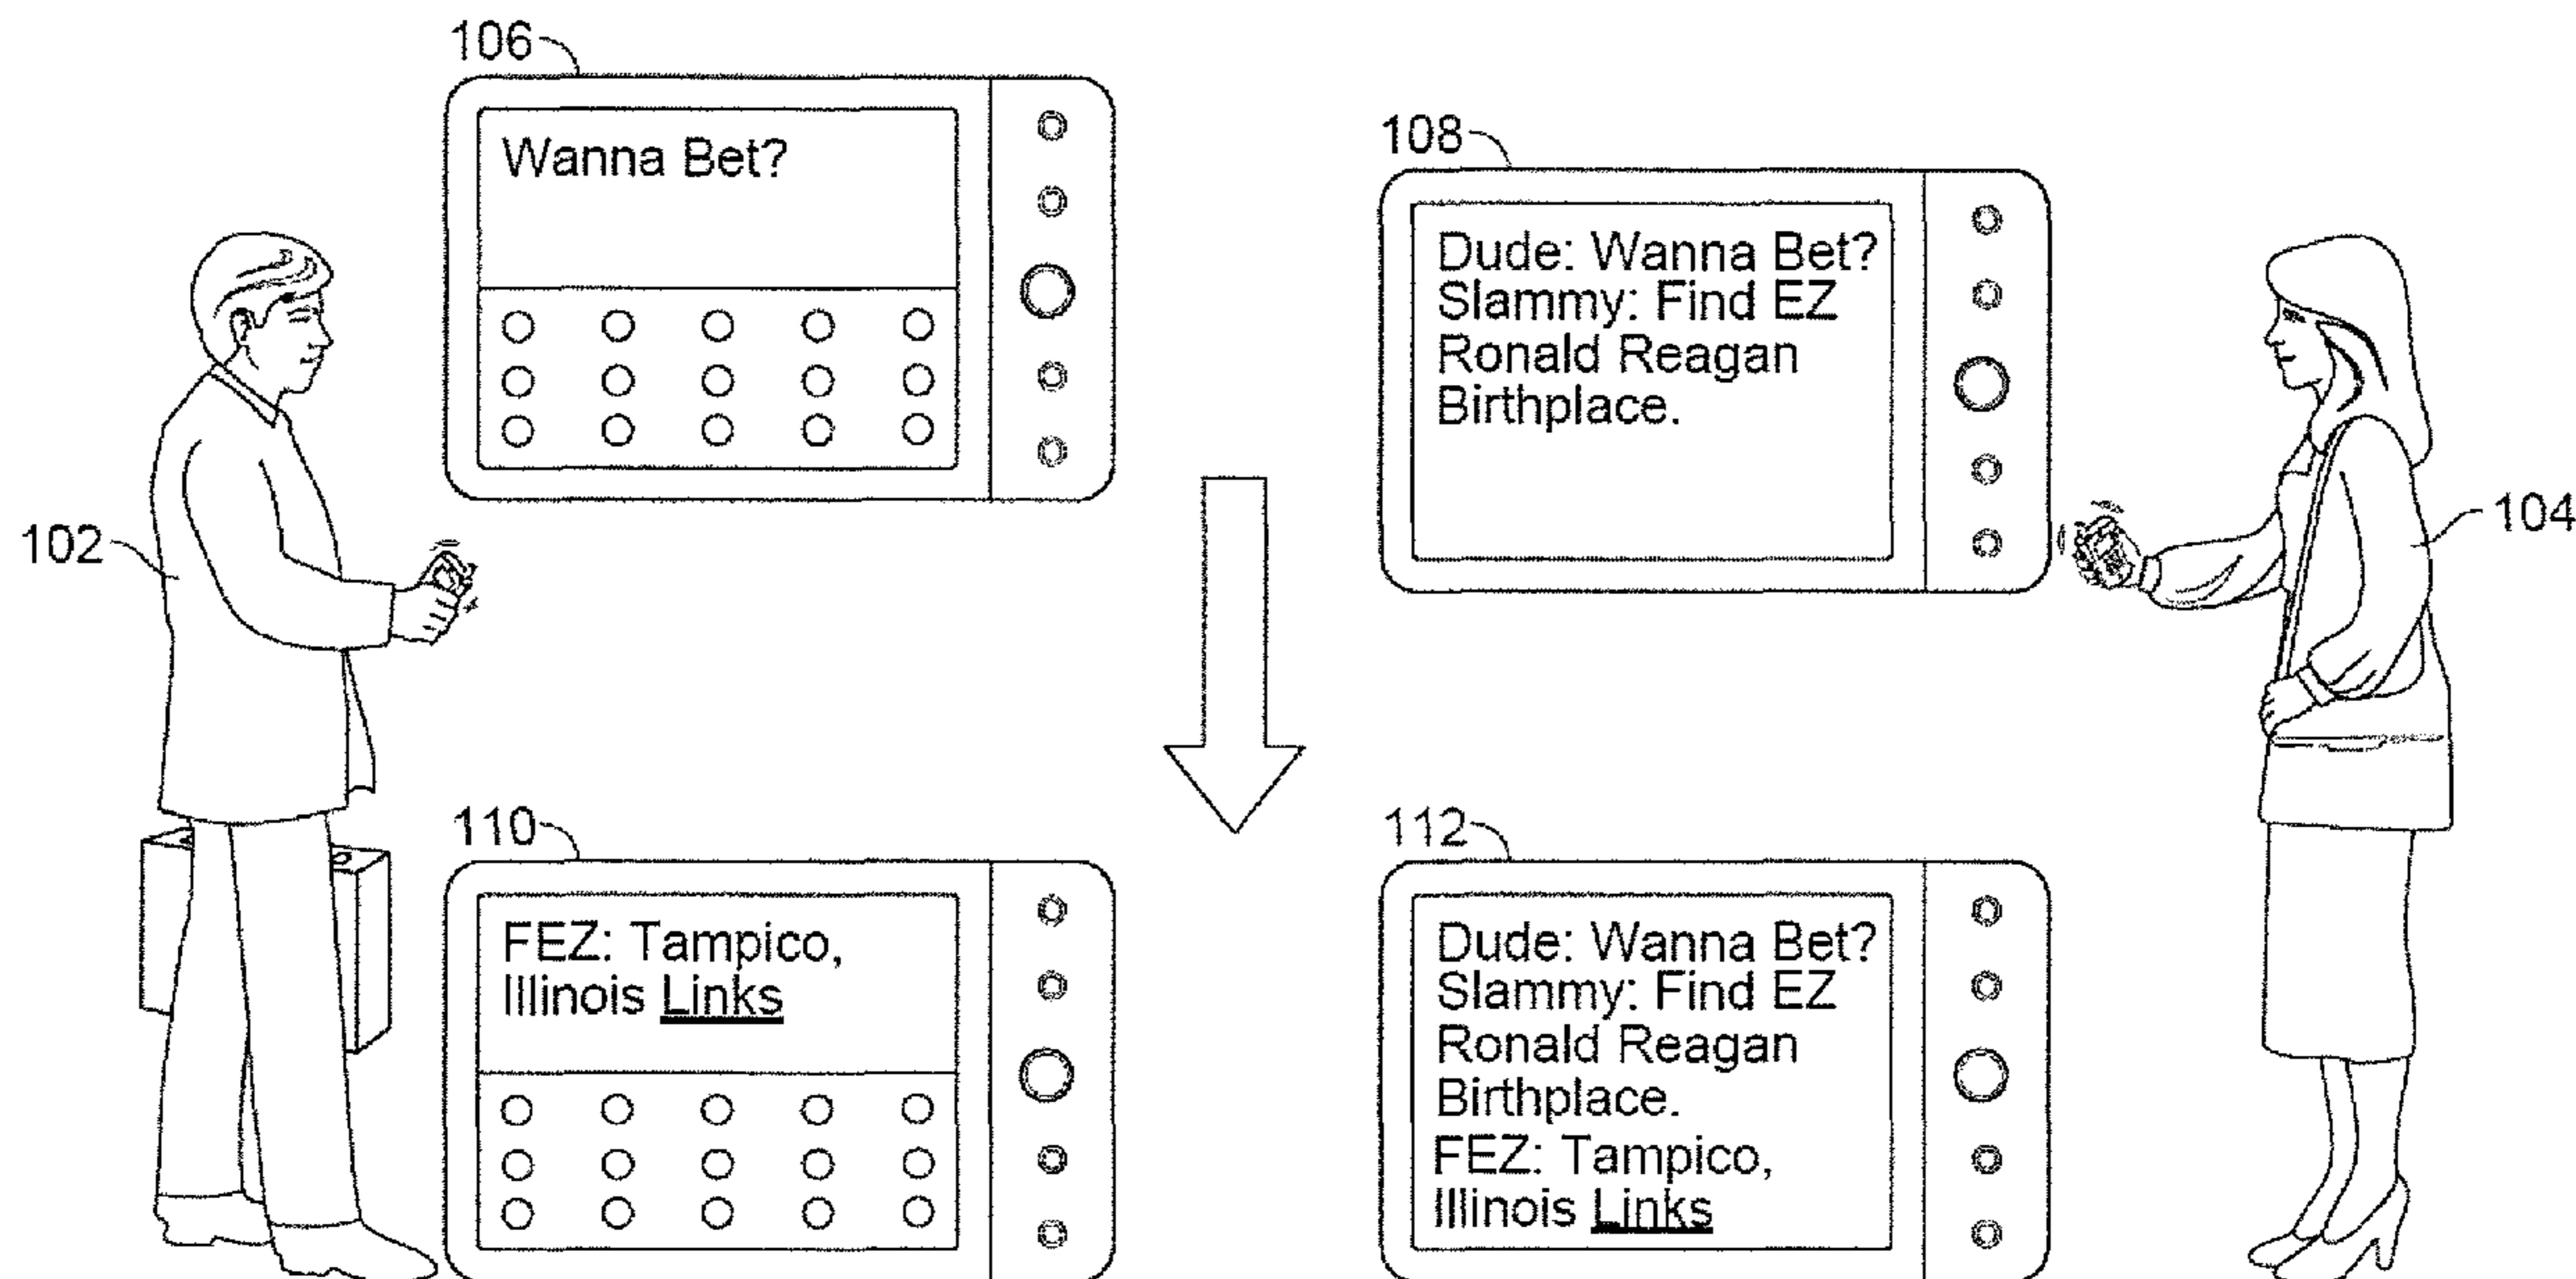 106
Wanna Bet?
108
Dude: Wanna Bet?
Slammy: Find EZ
Ronald Reagan
Birthplace.
102
104
110
FEZ: Tampico,
Illinois Links
112
Dude: Wanna Bet?
Slammy: Find EZ
Ronald Reagan
Birthplace.
FEZ: Tampico,
Illinois Links